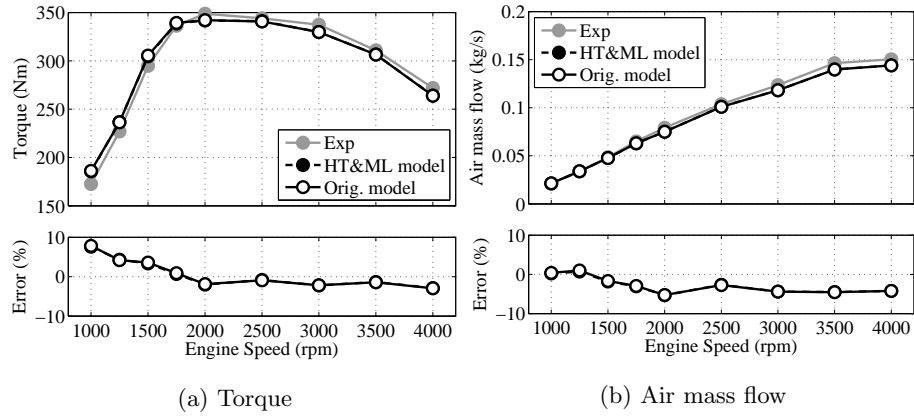 400
350
300
250
200
150
Torque (Nm)
Exp
HT&ML model
Orig. model
10
0
−10
Error (%)
1000 1500 2000 2500 3000 3500 4000
Engine Speed (rpm)
(a) Torque
0.2
0.15
0.1
0.05
0
Air mass flow (kg/s)
Exp
HT&ML model
Orig. model
10
0
−10
Error (%)
1000 1500 2000 2500 3000 3500 4000
Engine Speed (rpm)
(b) Air mass flow